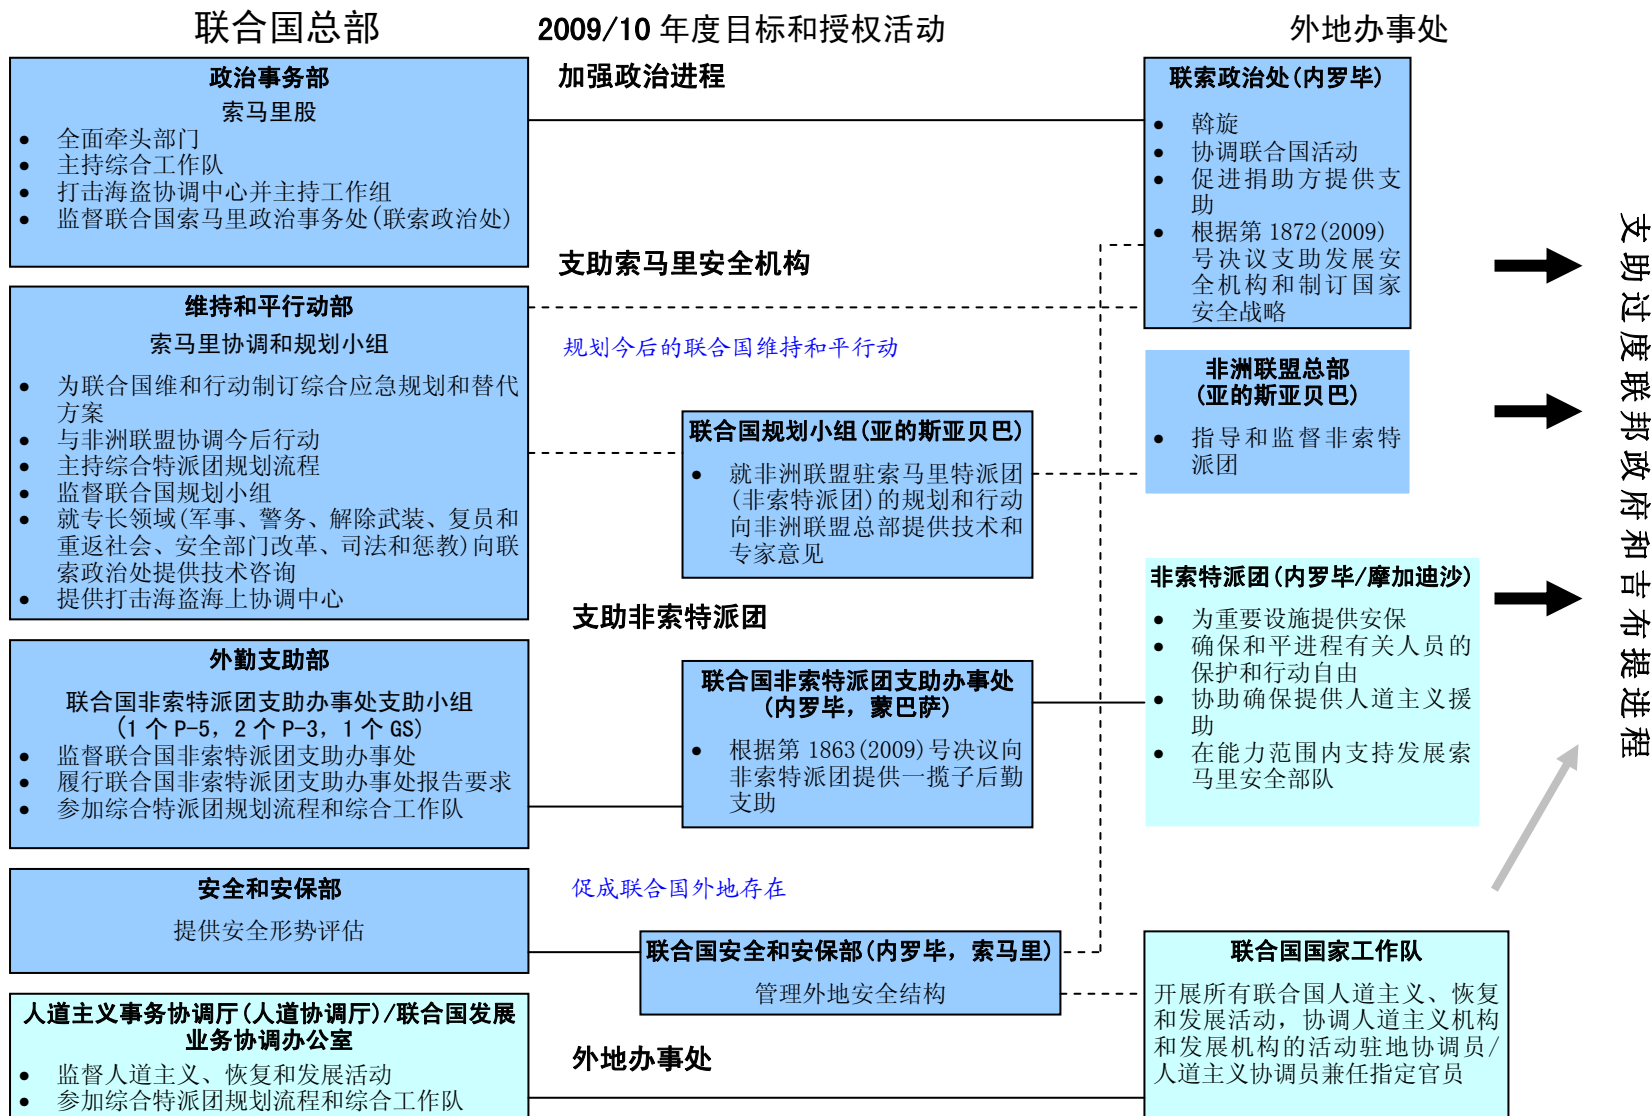 联合国总部
2009/10 年度目标和授权活动
外地办事处
政治事务部
索马里股
• 全面牵头部门
• 主持综合工作队
• 打击海盗协调中心并主持工作组
• 监督联合国索马里政治事务处(联索政治处)
加强政治进程
联索政治处(内罗毕)
• 斡旋
• 协调联合国活动
• 促进捐助方提供支
助
• 根据第 1872(2009)
号决议支助发展安
全机构和制订国家
安全战略
支助索马里安全机构
维持和平行动部
索马里协调和规划小组
• 为联合国维和行动制订综合应急规划和替代
方案
• 与非洲联盟协调今后行动
• 主持综合特派团规划流程
• 监督联合国规划小组
• 就专长领域(军事、警务、解除武装、复员和
重返社会、安全部门改革、司法和惩教)向联
索政治处提供技术咨询
• 提供打击海盗海上协调中心
规划今后的联合国维持和平行动
联合国规划小组(亚的斯亚贝巴)
• 就非洲联盟驻索马里特派团
(非索特派团)的规划和行动
向非洲联盟总部提供技术和
专家意见
非洲联盟总部
(亚的斯亚贝巴)
• 指导和监督非索特
派团
支助非索特派团
外勤支助部
联合国非索特派团支助办事处支助小组
(1 个 P-5，2 个 P-3，1 个 GS)
• 监督联合国非索特派团支助办事处
• 履行联合国非索特派团支助办事处报告要求
• 参加综合特派团规划流程和综合工作队
联合国非索特派团支助办事处
(内罗毕，蒙巴萨)
• 根据第 1863(2009)号决议向
非索特派团提供一揽子后勤
支助
非索特派团(内罗毕/摩加迪沙)
• 为重要设施提供安保
• 确保和平进程有关人员的
保护和行动自由
• 协助确保提供人道主义援
助
• 在能力范围内支持发展索
马里安全部队
安全和安保部
提供安全形势评估
促成联合国外地存在
联合国安全和安保部(内罗毕，索马里)
管理外地安全结构
联合国国家工作队
开展所有联合国人道主义、恢复
和发展活动，协调人道主义机构
和发展机构的活动驻地协调员/
人道主义协调员兼任指定官员
人道主义事务协调厅(人道协调厅)/联合国发展
业务协调办公室
• 监督人道主义、恢复和发展活动
• 参加综合特派团规划流程和综合工作队
外地办事处
支助过度联邦政府和吉布提进程